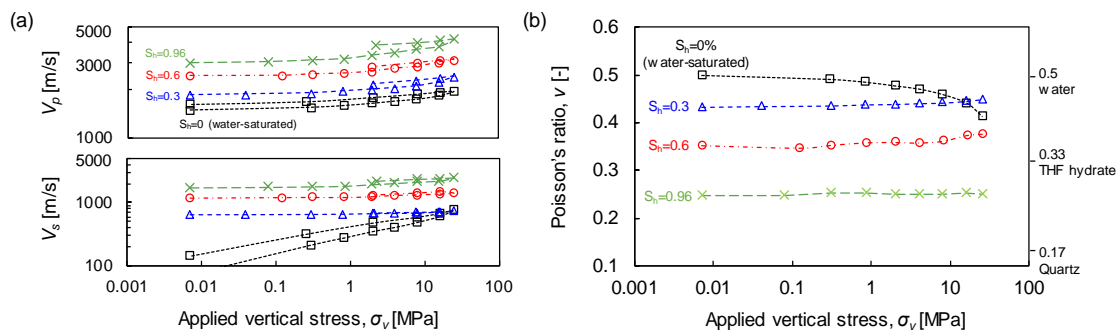 (a)
5000
3000
1000
V_p [m/s]
S_h=0.96
S_h=0.6
S_h=0.3
S_h=0 (water-saturated)
5000
1000
100
V_s [m/s]
0.001 0.01 0.1 1 10 100
Applied vertical stress, σ_v [MPa]
(b)
0.6
0.5
0.4
0.3
0.2
0.1
Poisson's ratio, ν [-]
S_h=0%
(water-saturated)
S_h=0.3
S_h=0.6
S_h=0.96
0.5
water
0.33
THF hydrate
0.17
Quartz
0.001 0.01 0.1 1 10 100
Applied vertical stress, σ_v [MPa]